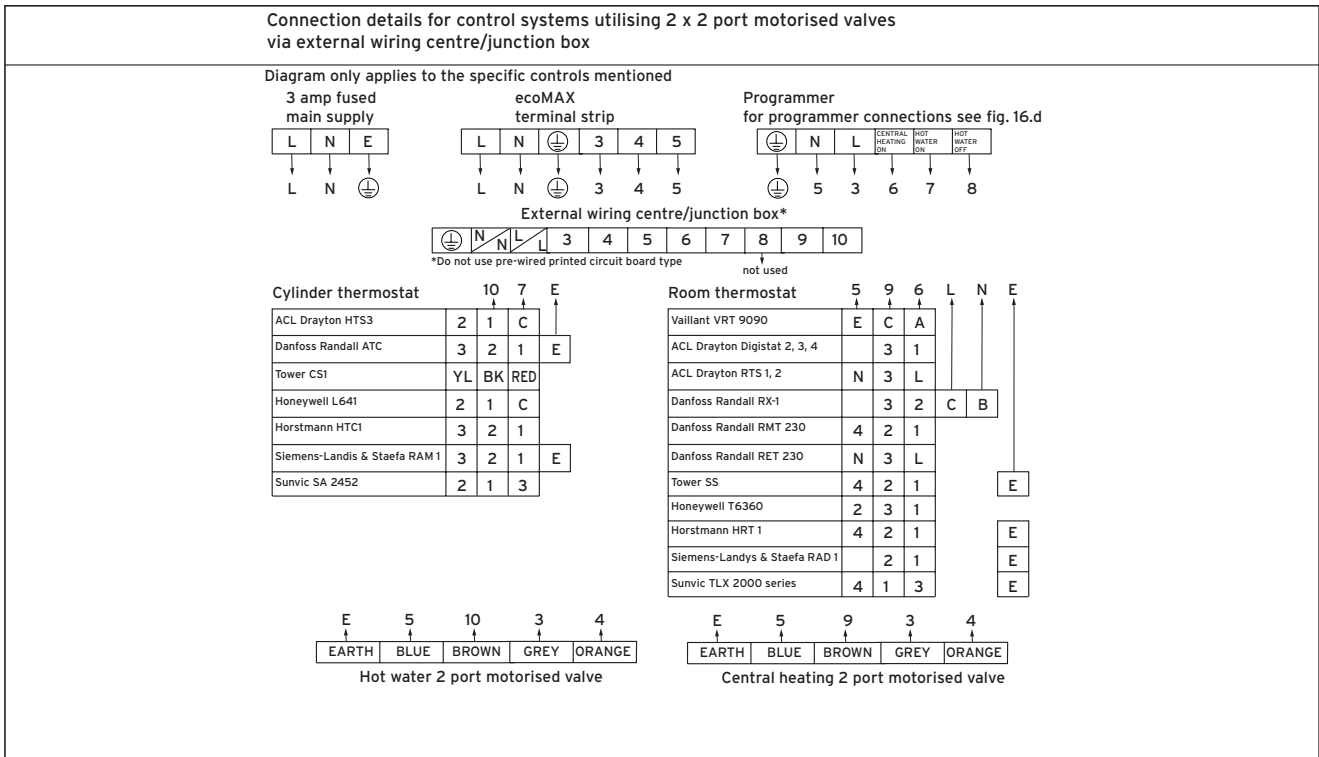 Connection details for control systems utilising 2 x 2 port motorised valves
via external wiring centre/junction box
Diagram only applies to the specific controls mentioned
3 amp fused
main supply
L N E
L N
ecoMAX
terminal strip
L N 3 4 5
L N 3 4 5
Programmer
for programmer connections see fig. 16.d
N L CENTRAL HEATING ON HOT WATER ON HOT WATER OFF
5 3 6 7 8
External wiring centre/junction box*
N N L L 3 4 5 6 7 8 9 10
*Do not use pre-wired printed circuit board type
not used
Cylinder thermostat 10 7 E
ACL Drayton HTS3 2 1 C
Danfoss Randall ATC 3 2 1 E
Tower CS1 YL BK RED
Honeywell L641 2 1 C
Horstmann HTC1 3 2 1
Siemens-Landis & Staefa RAM 1 3 2 1 E
Sunvic SA 2452 2 1 3
Room thermostat 5 9 6 L N E
Vaillant VRT 9090 E C A
ACL Drayton Digistat 2, 3, 4 3 1
ACL Drayton RTS 1, 2 N 3 L
Danfoss Randall RX-1 3 2 C B
Danfoss Randall RMT 230 4 2 1
Danfoss Randall RET 230 N 3 L
Tower SS 4 2 1 E
Honeywell T6360 2 3 1
Horstmann HRT 1 4 2 1 E
Siemens-Landys & Staefa RAD 1 2 1 E
Sunvic TLX 2000 series 4 1 3 E
E 5 10 3 4
EARTH BLUE BROWN GREY ORANGE
Hot water 2 port motorised valve
E 5 9 3 4
EARTH BLUE BROWN GREY ORANGE
Central heating 2 port motorised valve